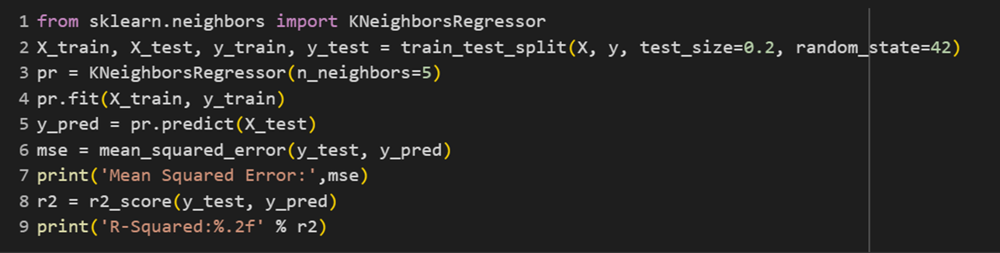 1 from sklearn.neighbors import KNeighborsRegressor
2 X_train, X_test, y_train, y_test = train_test_split(X, y, test_size=0.2, random_state=42)
3 pr = KNeighborsRegressor(n_neighbors=5)
4 pr.fit(X_train, y_train)
5 y_pred = pr.predict(X_test)
6 mse = mean_squared_error(y_test, y_pred)
7 print('Mean Squared Error:',mse)
8 r2 = r2_score(y_test, y_pred)
9 print('R-Squared:%.2f' % r2)